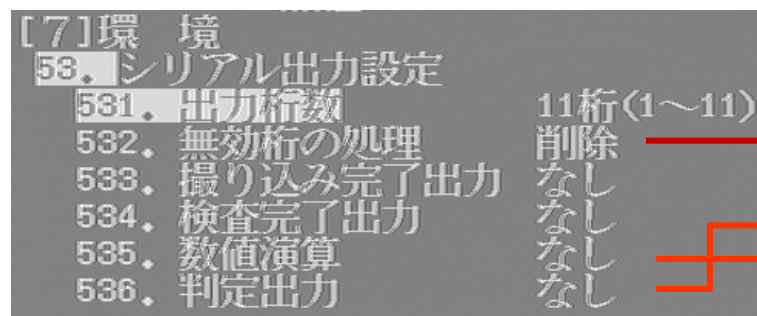 [7]環 境
53. シリアル出力設定
531. 出力桁数 11桁(1～11)
532. 無効桁の処理 削除
533. 撮り込み完了出力 なし
534. 検査完了出力 なし
535. 数値演算 なし
536. 判定出力 なし